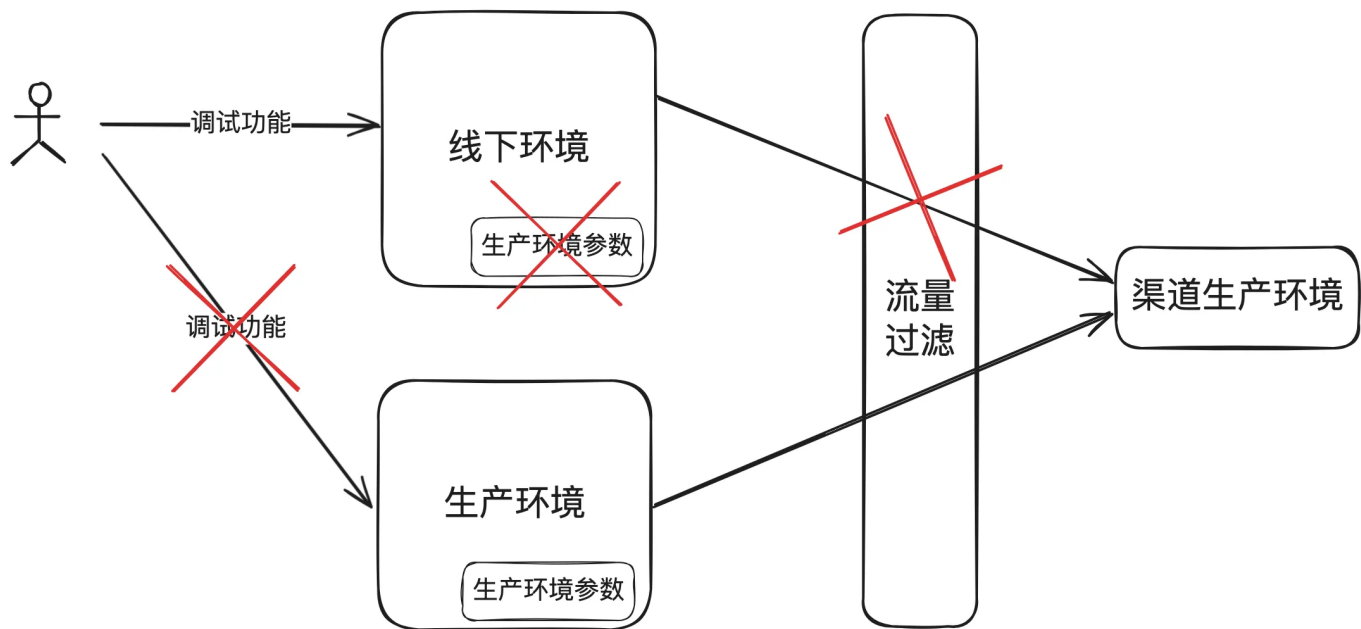 调试功能
线下环境
生产环境参数
调试功能
流量
过滤
渠道生产环境
生产环境
生产环境参数